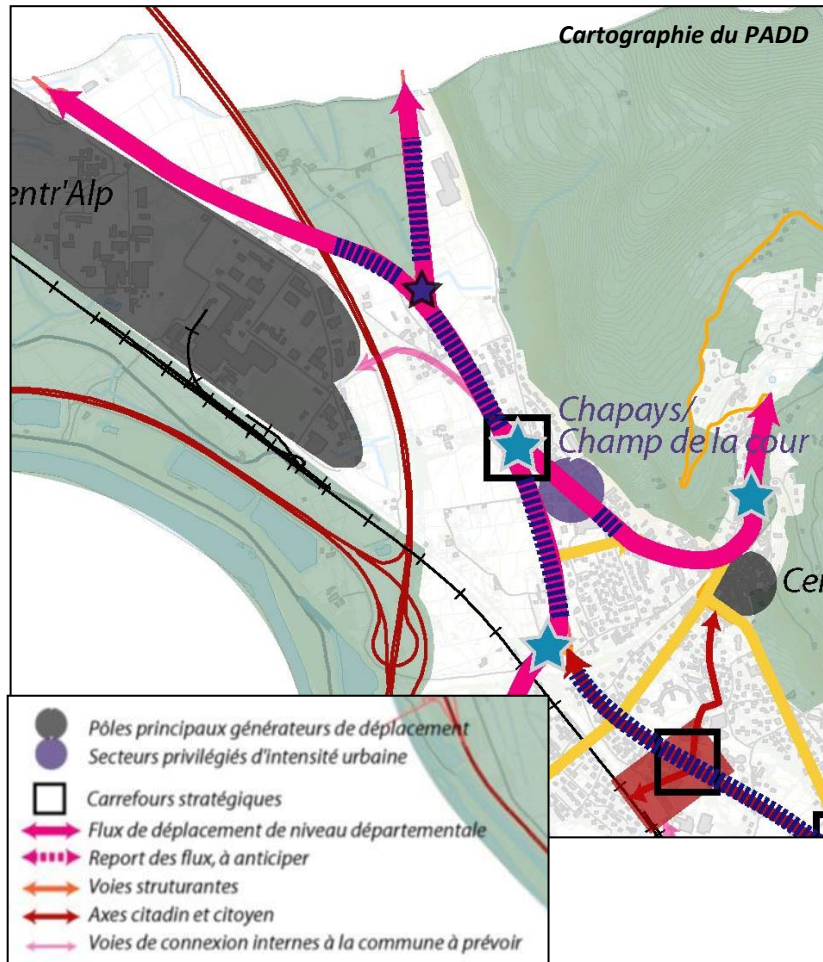 Cartographie du PADD
entr'Alp
Chapays/
Champ de la cour
Cer
Pôles principaux générateurs de déplacement
Secteurs privilégiés d'intensité urbaine
Carrefours stratégiques
Flux de déplacement de niveau départementale
Report des flux, à anticiper
Voies struturantes
Axes citadin et citoyen
Voies de connexion internes à la commune à prévoir